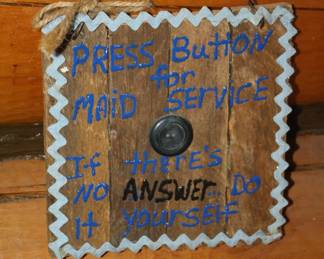 PRESS Button
for
MAiD SERVICE
If there's
NO ANSWER... Do
It yourself